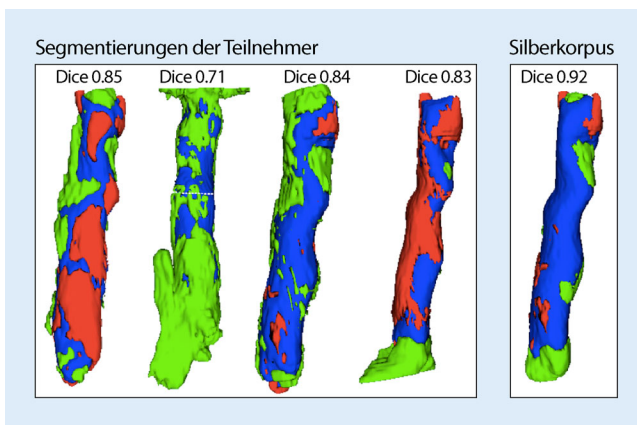 Segmentierungen der Teilnehmer
Dice 0.85 Dice 0.71 Dice 0.84 Dice 0.83
Silberkorpus
Dice 0.92